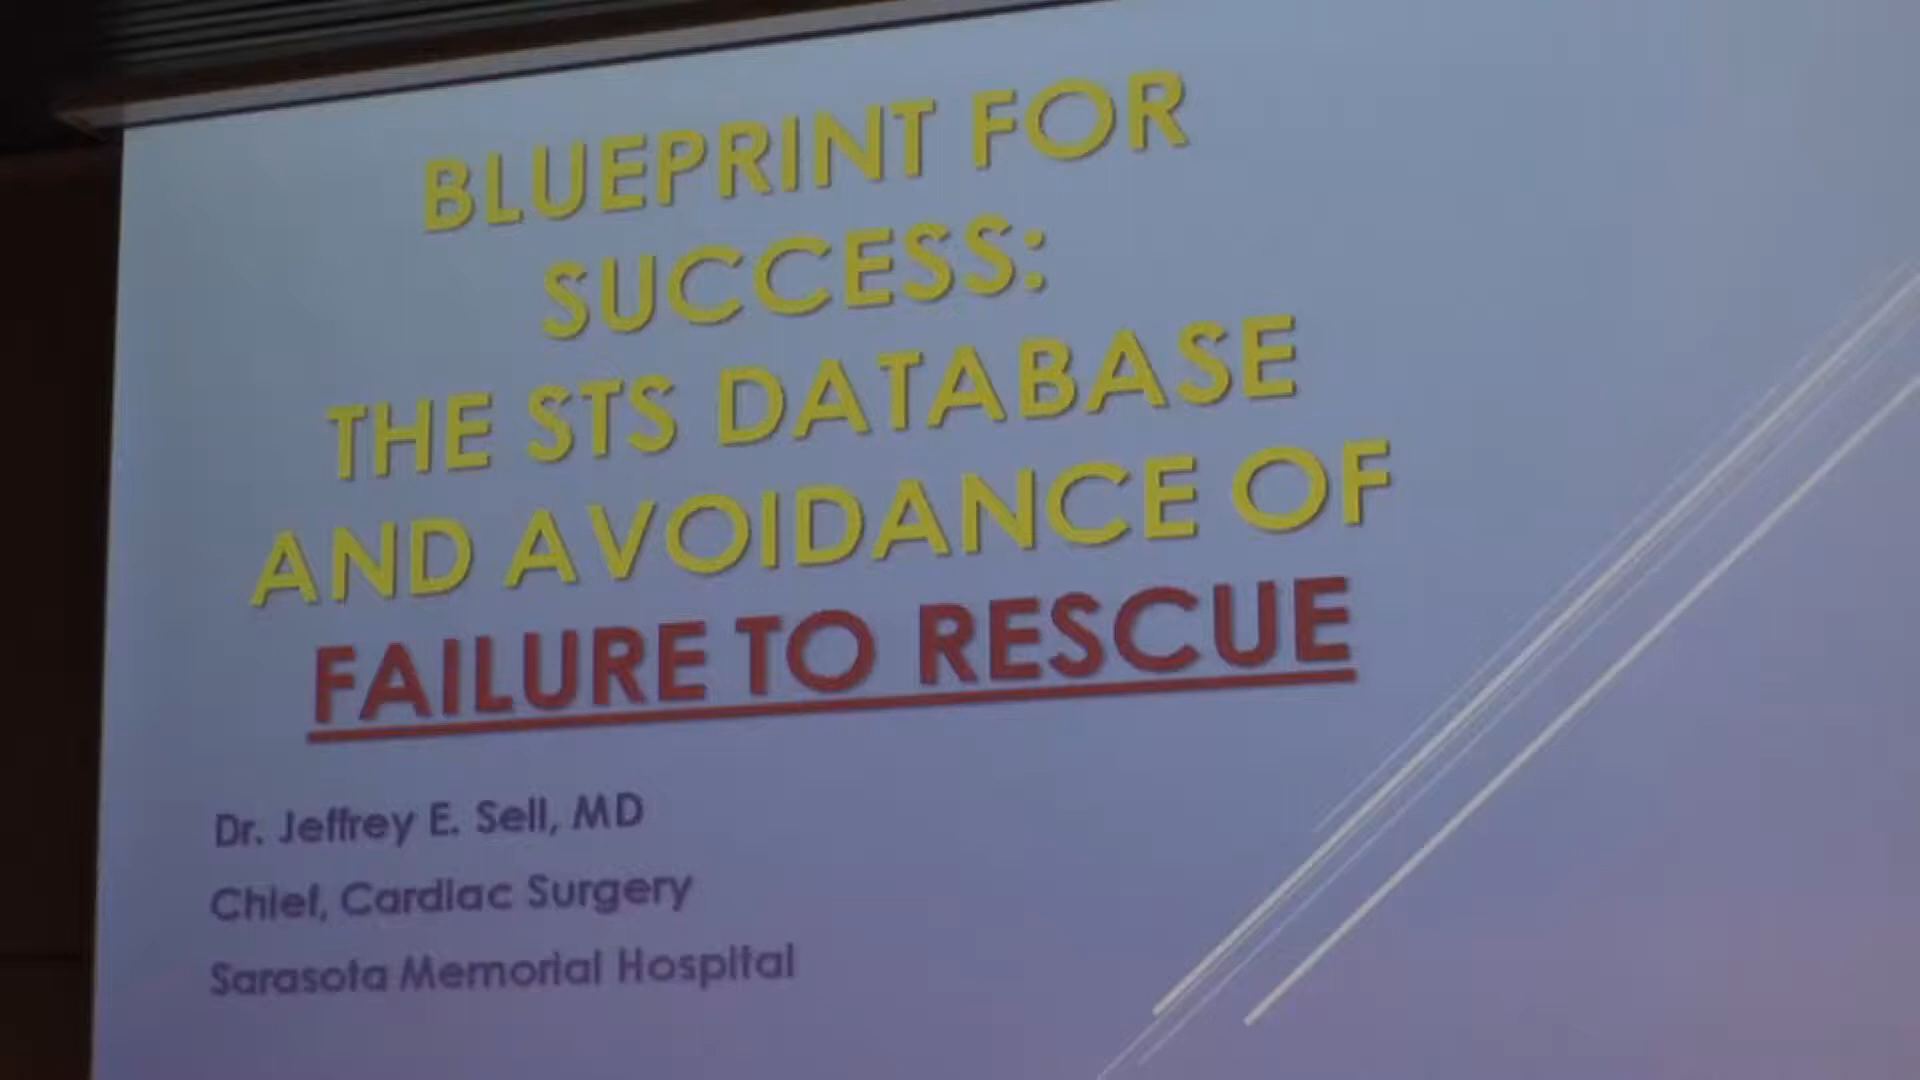 BLUEPRINT FOR
SUCCESS:
THE STS DATABASE
AND AVOIDANCE OF
FAILURE TO RESCUE
Dr. Jeffrey E. Sell, MD
Chief, Cardiac Surgery
Sarasota Memorial Hospital